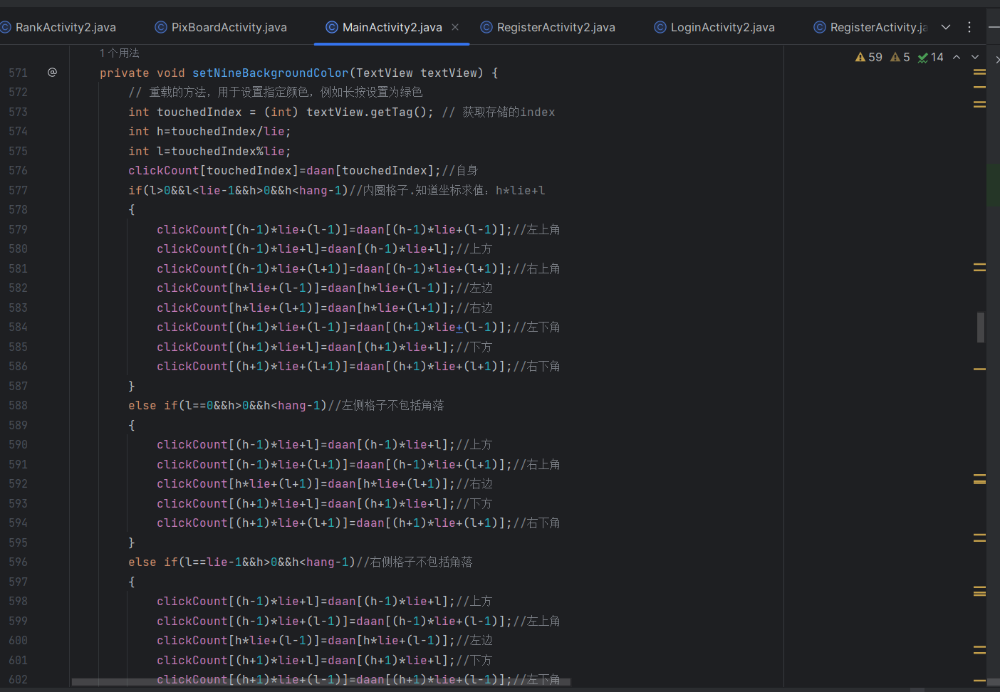 RankActivity2.java PixBoardActivity.java MainActivity2.java RegisterActivity2.java LoginActivity2.java RegisterActivity.ja
1 个用法
59 5 14
571 @ private void setNineBackgroundColor(TextView textView) {
572 // 重载的方法，用于设置指定颜色，例如长按设置为绿色
573 int touchedIndex = (int) textView.getTag(); // 获取存储的index
574 int h=touchedIndex/lie;
575 int l=touchedIndex%lie;
576 clickCount[touchedIndex]=daan[touchedIndex];//自身
577 if(l>0&&l<lie-1&&h>0&&h<hang-1)//内圈格子.知道坐标求值：h*lie+l
578 {
579 clickCount[(h-1)*lie+(l-1)]=daan[(h-1)*lie+(l-1)];//左上角
580 clickCount[(h-1)*lie+l]=daan[(h-1)*lie+l];//上方
581 clickCount[(h-1)*lie+(l+1)]=daan[(h-1)*lie+(l+1)];//右上角
582 clickCount[h*lie+(l-1)]=daan[h*lie+(l-1)];//左边
583 clickCount[h*lie+(l+1)]=daan[h*lie+(l+1)];//右边
584 clickCount[(h+1)*lie+(l-1)]=daan[(h+1)*lie+(l-1)];//左下角
585 clickCount[(h+1)*lie+l]=daan[(h+1)*lie+l];//下方
586 clickCount[(h+1)*lie+(l+1)]=daan[(h+1)*lie+(l+1)];//右下角
587 }
588 else if(l==0&&h>0&&h<hang-1)//左侧格子不包括角落
589 {
590 clickCount[(h-1)*lie+l]=daan[(h-1)*lie+l];//上方
591 clickCount[(h-1)*lie+(l+1)]=daan[(h-1)*lie+(l+1)];//右上角
592 clickCount[h*lie+(l+1)]=daan[h*lie+(l+1)];//右边
593 clickCount[(h+1)*lie+l]=daan[(h+1)*lie+l];//下方
594 clickCount[(h+1)*lie+(l+1)]=daan[(h+1)*lie+(l+1)];//右下角
595 }
596 else if(l==lie-1&&h>0&&h<hang-1)//右侧格子不包括角落
597 {
598 clickCount[(h-1)*lie+l]=daan[(h-1)*lie+l];//上方
599 clickCount[(h-1)*lie+(l-1)]=daan[(h-1)*lie+(l-1)];//左上角
600 clickCount[h*lie+(l-1)]=daan[h*lie+(l-1)];//左边
601 clickCount[(h+1)*lie+l]=daan[(h+1)*lie+l];//下方
602 clickCount[(h+1)*lie+(l-1)]=daan[(h+1)*lie+(l-1)];//左下角